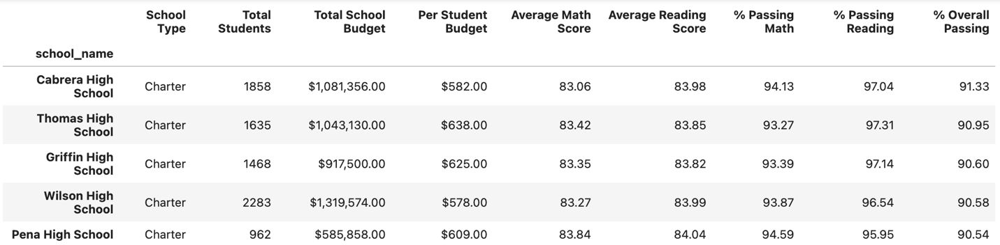 School Type Total Students Total School Budget Per Student Budget Average Math Score Average Reading Score % Passing Math % Passing Reading % Overall Passing
school_name
Cabrera High School Charter 1858 $1,081,356.00 $582.00 83.06 83.98 94.13 97.04 91.33
Thomas High School Charter 1635 $1,043,130.00 $638.00 83.42 83.85 93.27 97.31 90.95
Griffin High School Charter 1468 $917,500.00 $625.00 83.35 83.82 93.39 97.14 90.60
Wilson High School Charter 2283 $1,319,574.00 $578.00 83.27 83.99 93.87 96.54 90.58
Pena High School Charter 962 $585,858.00 $609.00 83.84 84.04 94.59 95.95 90.54